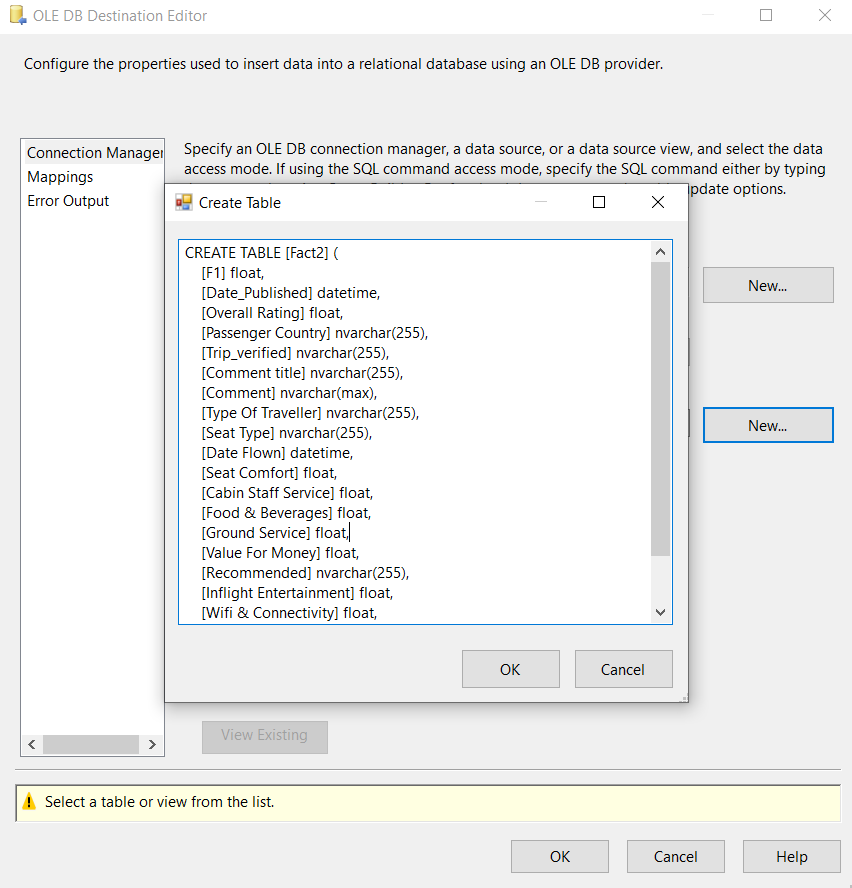 OLE DB Destination Editor
Configure the properties used to insert data into a relational database using an OLE DB provider.
Connection Manager
Mappings
Error Output
Specify an OLE DB connection manager, a data source, or a data source view, and select the data
access mode. If using the SQL command access mode, specify the SQL command either by typing
update options.
Create Table
CREATE TABLE [Fact2] (
[F1] float,
[Date_Published] datetime,
[Overall Rating] float,
[Passenger Country] nvarchar(255),
[Trip_verified] nvarchar(255),
[Comment title] nvarchar(255),
[Comment] nvarchar(max),
[Type Of Traveller] nvarchar(255),
[Seat Type] nvarchar(255),
[Date Flown] datetime,
[Seat Comfort] float,
[Cabin Staff Service] float,
[Food & Beverages] float,
[Ground Service] float,
[Value For Money] float,
[Recommended] nvarchar(255),
[Inflight Entertainment] float,
[Wifi & Connectivity] float,
OK
Cancel
New...
New...
View Existing
Select a table or view from the list.
OK
Cancel
Help